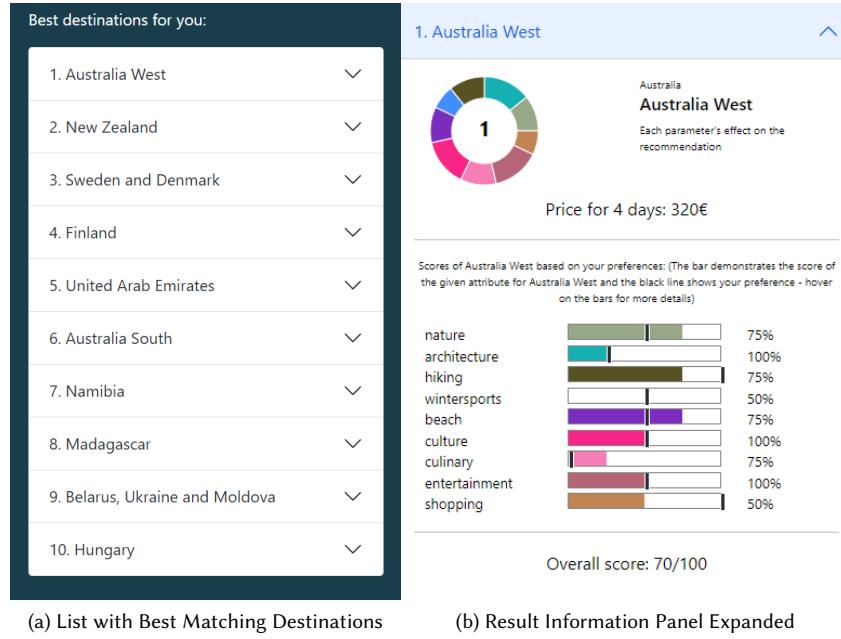 Best destinations for you:
1. Australia West
2. New Zealand
3. Sweden and Denmark
4. Finland
5. United Arab Emirates
6. Australia South
7. Namibia
8. Madagascar
9. Belarus, Ukraine and Moldova
10. Hungary
(a) List with Best Matching Destinations
1. Australia West
1
Australia
Australia West
Each parameter's effect on the
recommendation
Price for 4 days: 320€
Scores of Australia West based on your preferences: (The bar demonstrates the score of
the given attribute for Australia West and the black line shows your preference - hover
on the bars for more details)
nature 75%
architecture 100%
hiking 75%
wintersports 50%
beach 75%
culture 100%
culinary 75%
entertainment 100%
shopping 50%
Overall score: 70/100
(b) Result Information Panel Expanded